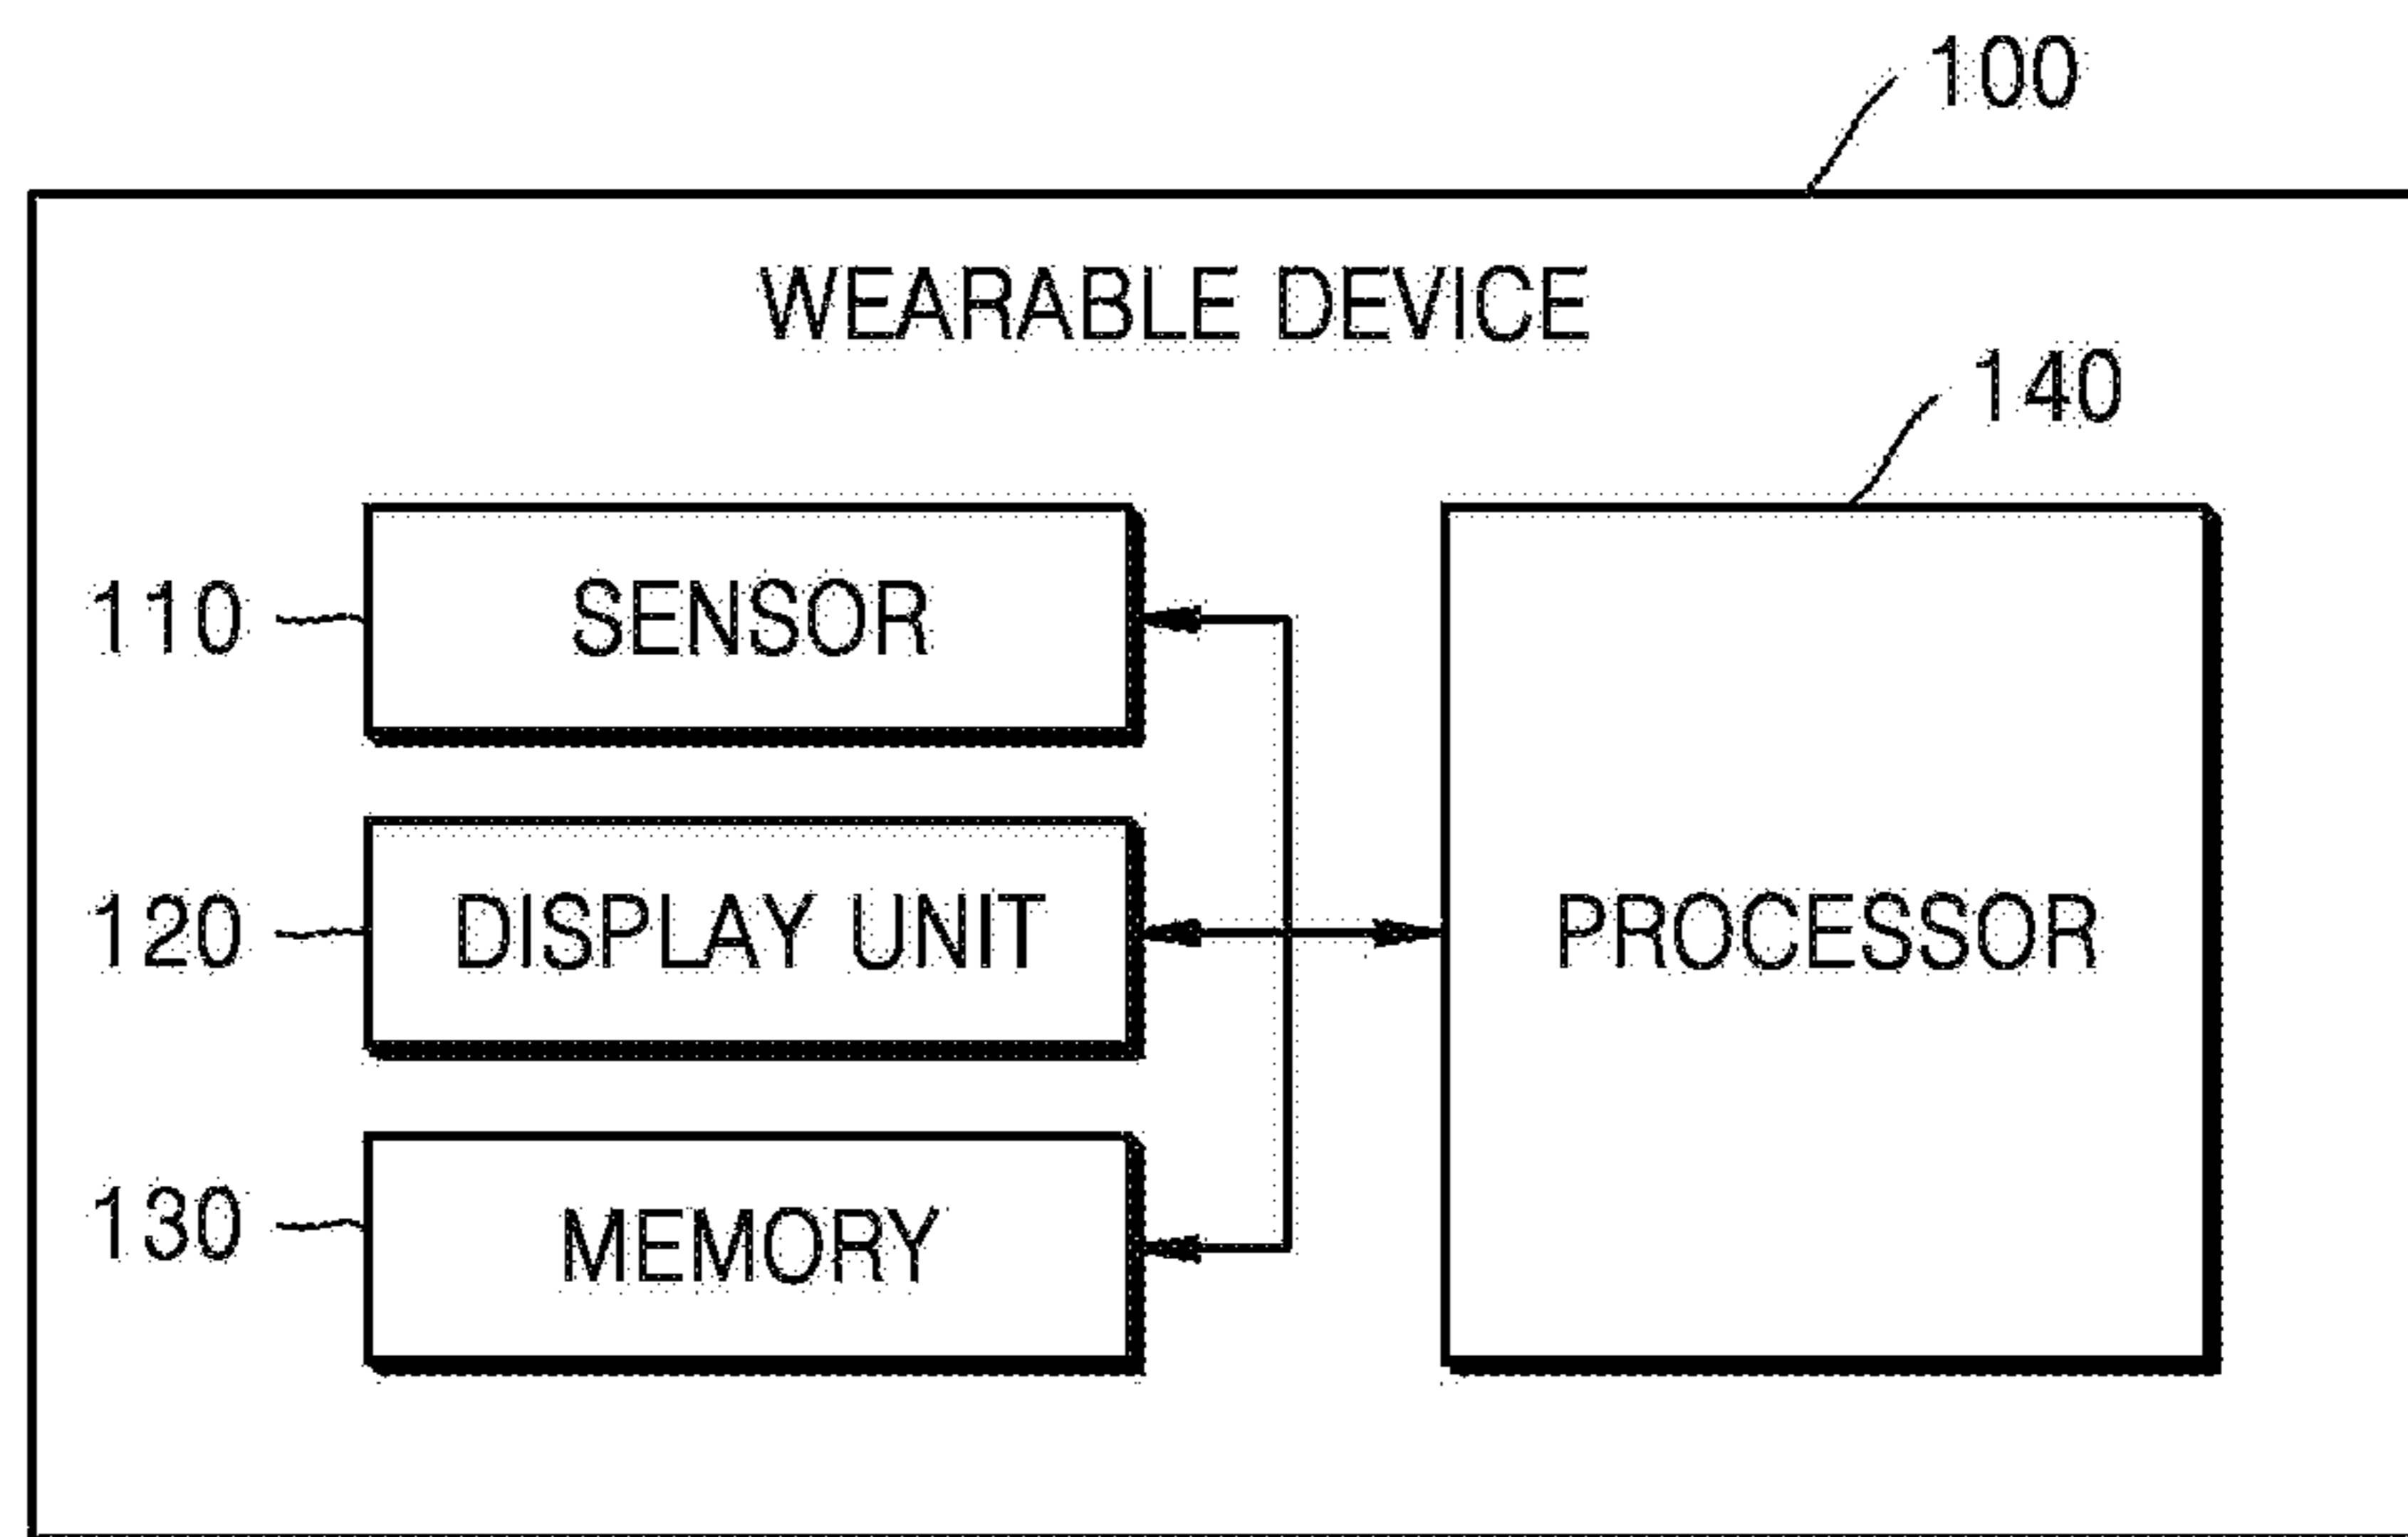 100
WEARABLE DEVICE
140
110 SENSOR
120 DISPLAY UNIT PROCESSOR
130 MEMORY